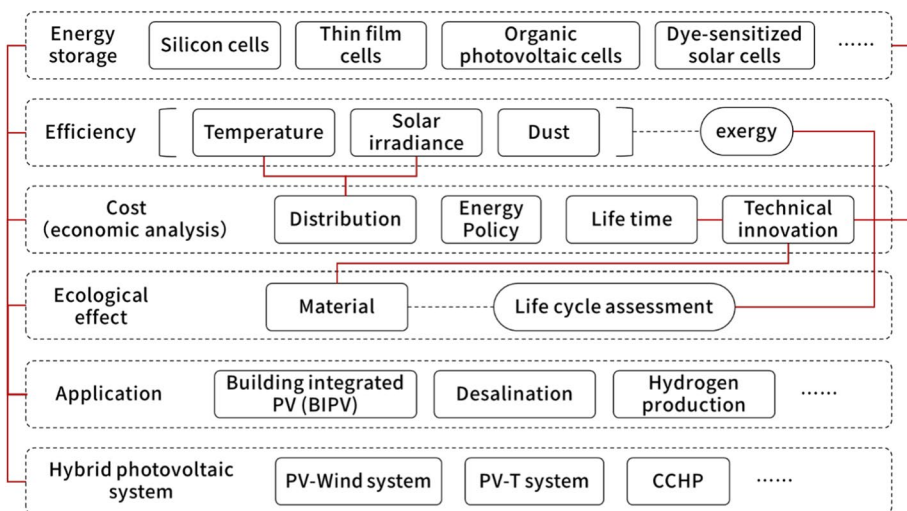 Energy
storage
Silicon cells
Thin film
cells
Organic
photovoltaic cells
Dye-sensitized
solar cells
······
Efficiency
Temperature
Solar
irradiance
Dust
exergy
Cost
(economic analysis)
Distribution
Energy
Policy
Life time
Technical
innovation
Ecological
effect
Material
Life cycle assessment
Application
Building integrated
PV (BIPV)
Desalination
Hydrogen
production
······
Hybrid photovoltaic
system
PV-Wind system
PV-T system
CCHP
······